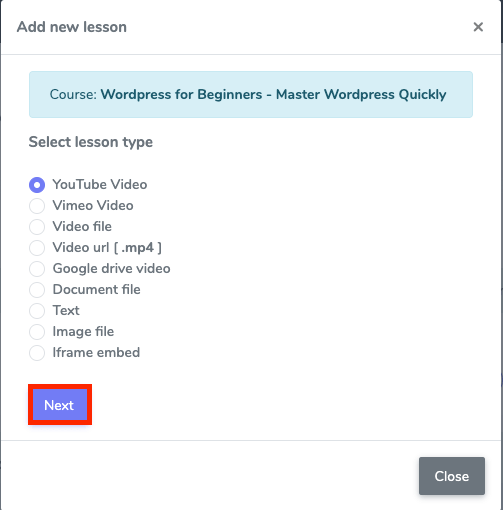 Add new lesson
×
Course: Wordpress for Beginners - Master Wordpress Quickly
Select lesson type
YouTube Video
Vimeo Video
Video file
Video url [ .mp4 ]
Google drive video
Document file
Text
Image file
Iframe embed
Next
Close